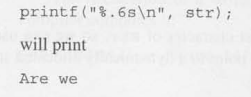 printf("%.6s\n", str);
will print
Are we